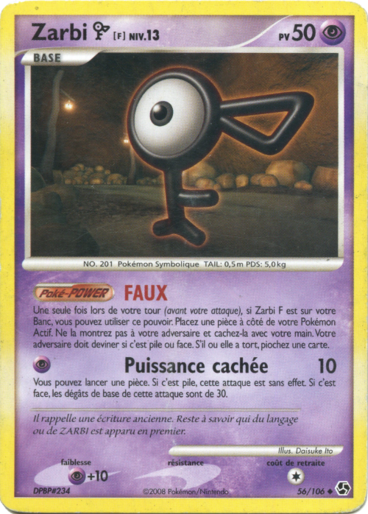 Zarbi [F] NIV.13 PV 50
BASE
NO. 201 Pokémon Symbolique TAIL: 0,5m PDS: 5,0kg
Poké-POWER FAUX
Une seule fois lors de votre tour (avant votre attaque), si Zarbi F est sur votre
Banc, vous pouvez utiliser ce pouvoir. Placez une pièce à côté de votre Pokémon
Actif. Ne la montrez pas à votre adversaire et cachez-la avec votre main. Votre
adversaire doit deviner si c'est pile ou face. S'il ou elle a tort, piochez une carte.
Puissance cachée 10
Vous pouvez lancer une pièce. Si c'est pile, cette attaque est sans effet. Si c'est
face, les dégâts de base de cette attaque sont de 30.
Il rappelle une écriture ancienne. Reste à savoir qui du langage
ou de ZARBI est apparu en premier.
Illus. Daisuke Ito
faiblesse résistance coût de retraite
+10
DPBP#234 ©2008 Pokémon/Nintendo 56/106